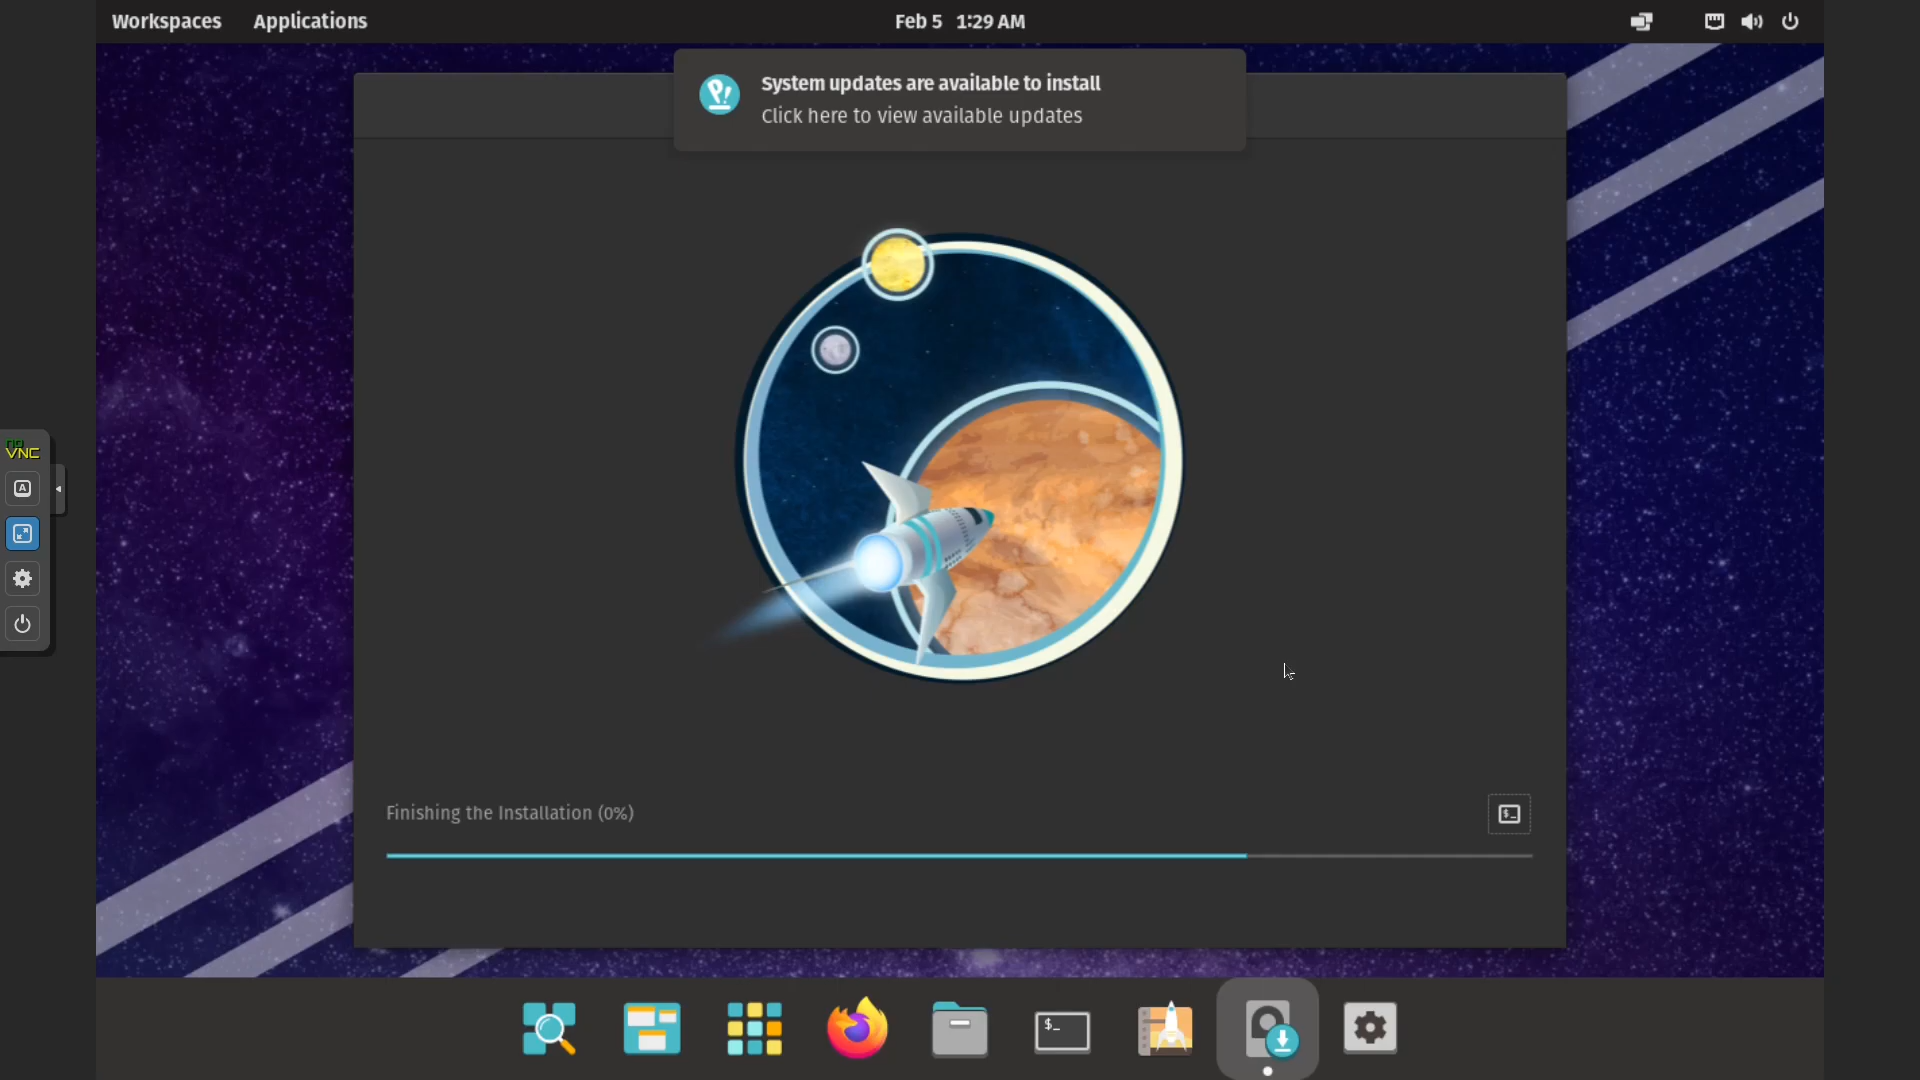 Workspaces Applications Feb 5 1:29 AM
System updates are available to install
Click here to view available updates
no
VNC
A
Finishing the Installation (0%)
$_
$_